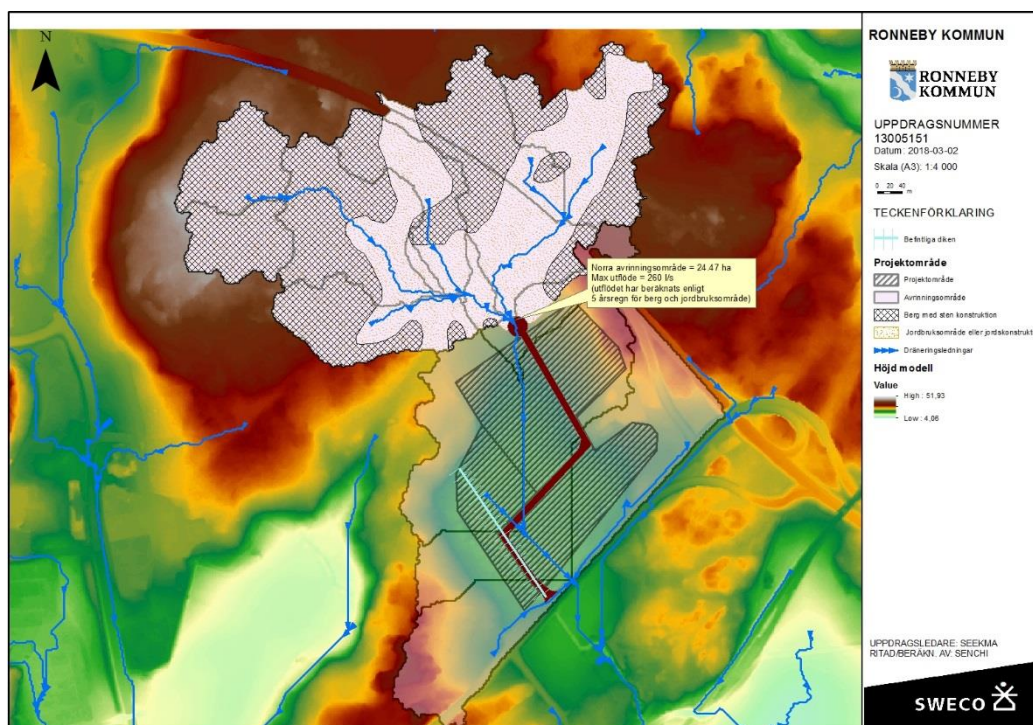 N
Norra avrinningsområde = 24.47 ha
Max utflöde = 260 l/s
(utflödet har beräknats enligt
5 årsregn för berg och jordbruksområde)
RONNEBY KOMMUN
RONNEBY
KOMMUN
UPPDRAGSNUMMER
13005151
Datum: 2018-03-02
Skala (A3): 1:4 000
0 20 40
m
TECKENFÖRKLARING
Befintliga diken
Projektområde
Projektområde
Avrinningsområde
Berg med sten konstruktion
Jordbruksområde eller jordskonstrukt
Dräneringsledningar
Höjd modell
Value
High : 51,93
Low : 4,06
UPPDRAGSLEDARE: SEEKMA
RITAD/BERÄKN. AV: SENCHI
SWECO